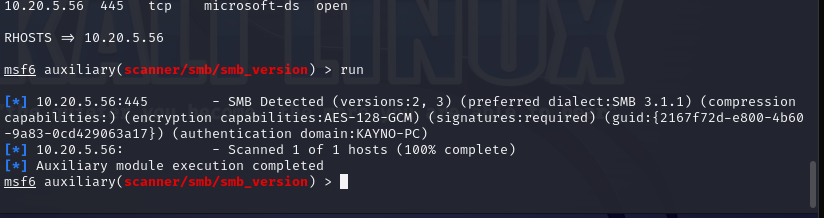 10.20.5.56  445   tcp    microsoft-ds  open
RHOSTS => 10.20.5.56
msf6 auxiliary(scanner/smb/smb_version) > run
[*] 10.20.5.56:445        - SMB Detected (versions:2, 3) (preferred dialect:SMB 3.1.1) (compression
capabilities:) (encryption capabilities:AES-128-GCM) (signatures:required) (guid:{2167f72d-e800-4b60
-9a83-0cd429063a17}) (authentication domain:KAYNO-PC)
[*] 10.20.5.56:           - Scanned 1 of 1 hosts (100% complete)
[*] Auxiliary module execution completed
msf6 auxiliary(scanner/smb/smb_version) >
KALI LINUX